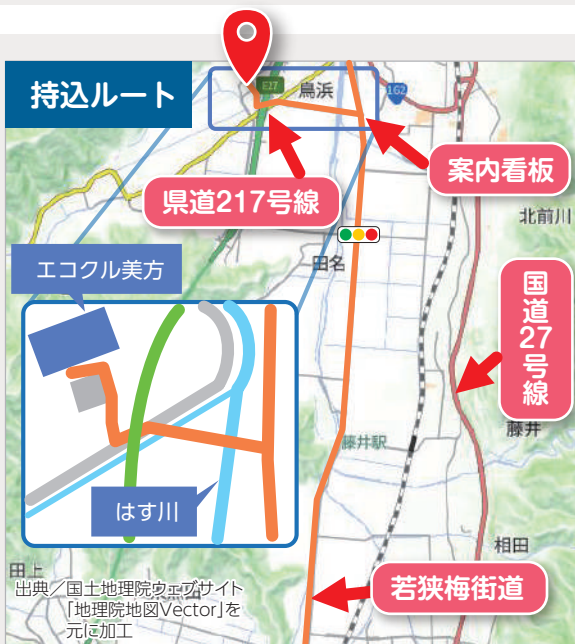 持込ルート
E27
鳥浜
162
案内看板
県道217号線
北前川
田名
エコクル美方
国道27号線
藤井
藤井駅
はす川
相田
田上
出典/国土地理院ウェブサイト
「地理院地図Vector」を
元に加工
若狭梅街道